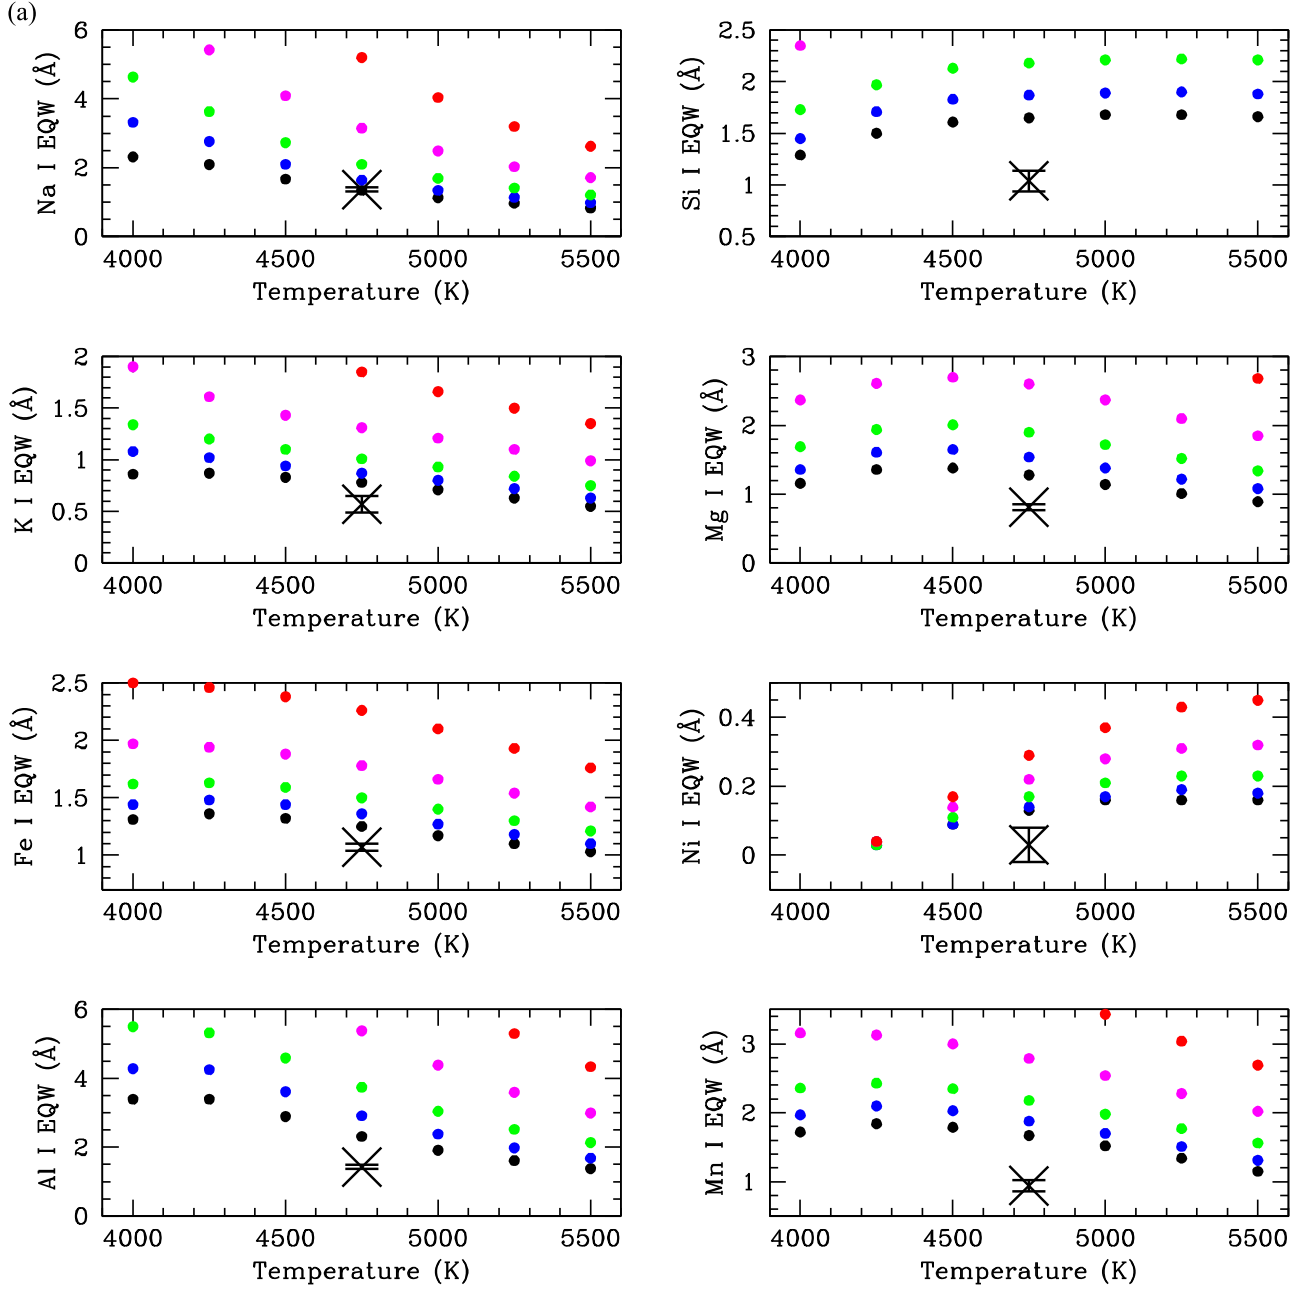 (a)
6
4
2
0
Na I EQW (Å)
4000 4500 5000 5500
Temperature (K)
2.5
2
1.5
1
0.5
Si I EQW (Å)
4000 4500 5000 5500
Temperature (K)
2
1.5
1
0.5
0
K I EQW (Å)
4000 4500 5000 5500
Temperature (K)
3
2
1
0
Mg I EQW (Å)
4000 4500 5000 5500
Temperature (K)
2.5
2
1.5
1
Fe I EQW (Å)
4000 4500 5000 5500
Temperature (K)
0.4
0.2
0
Ni I EQW (Å)
4000 4500 5000 5500
Temperature (K)
6
4
2
0
Al I EQW (Å)
4000 4500 5000 5500
Temperature (K)
3
2
1
Mn I EQW (Å)
4000 4500 5000 5500
Temperature (K)